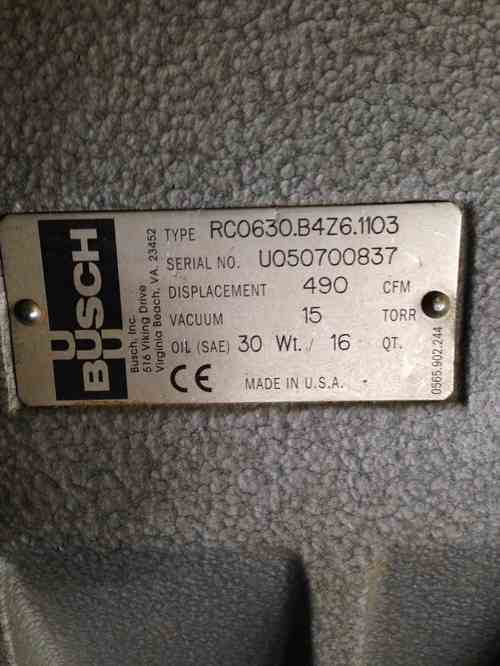 BUSCH
Busch, Inc.
516 Viking Drive
Virginia Beach, VA. 23452
TYPE RC0630.B4Z6.1103
SERIAL NO. U050700837
DISPLACEMENT 490 CFM
VACUUM 15 TORR
OIL (SAE) 30 Wt. / 16 QT.
CE MADE IN U.S.A.
0565.902.244